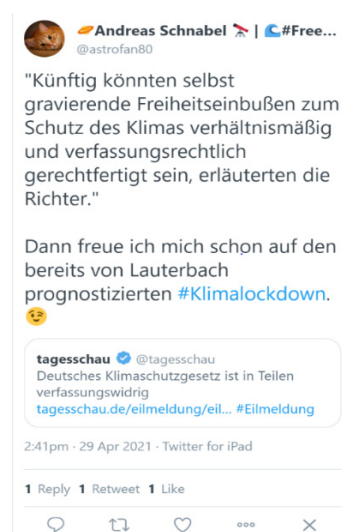 Andreas Schnabel | #Free...
@astrofan80
"Künftig könnten selbst
gravierende Freiheitseinbußen zum
Schutz des Klimas verhältnismäßig
und verfassungsrechtlich
gerechtfertigt sein, erläuterten die
Richter."
Dann freue ich mich schon auf den
bereits von Lauterbach
prognostizierten #Klimalockdown.
😉
tagesschau @tagesschau
Deutsches Klimaschutzgesetz ist in Teilen
verfassungswidrig
tagesschau.de/eilmeldung/eil... #Eilmeldung
2:41pm · 29 Apr 2021 · Twitter for iPad
1 Reply 1 Retweet 1 Like